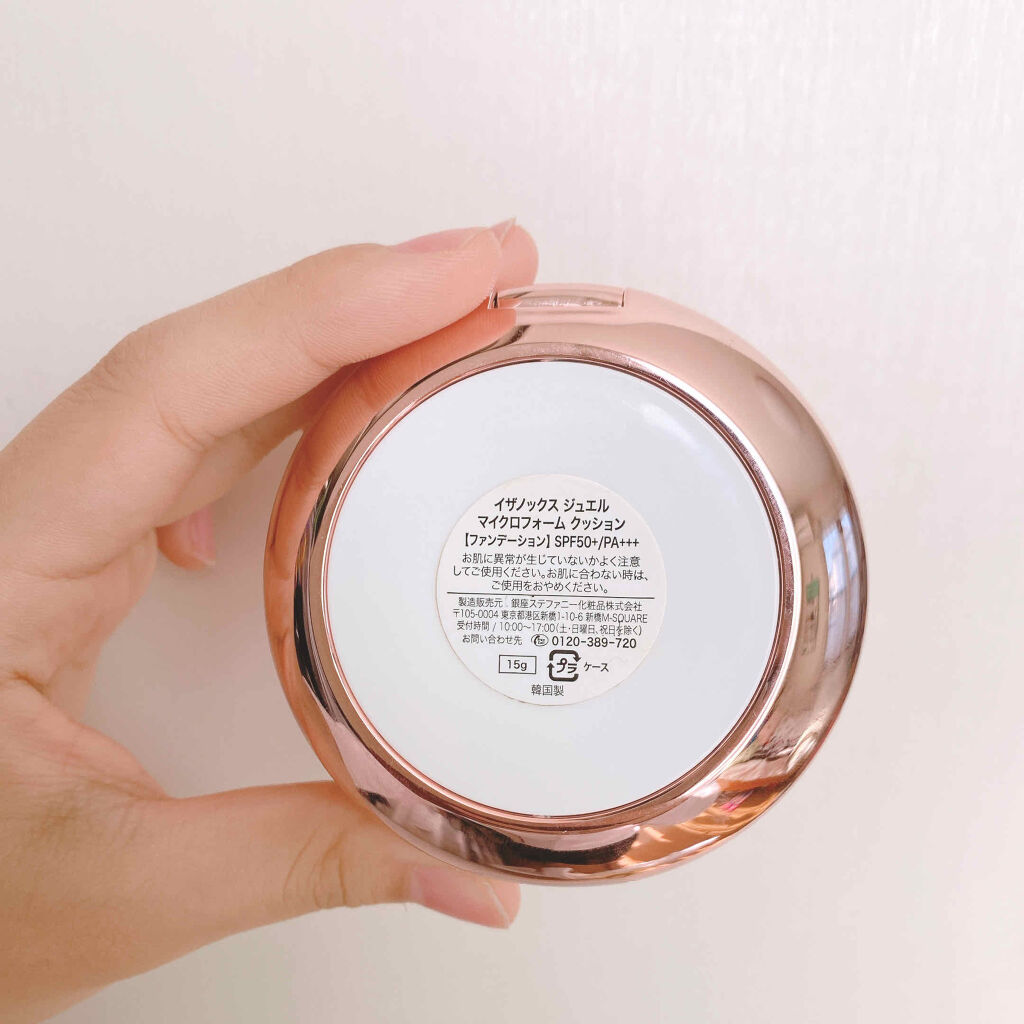 イザノックス ジュエル
マイクロフォーム クッション
【ファンデーション】SPF50+/PA+++
お肌に異常が生じていないかよく注意
してご使用ください。お肌に合わない時は、
ご使用をおやめください。
製造販売元 銀座ステファニー化粧品株式会社
〒105-0004 東京都港区新橋1-10-6 新橋M-SQUARE
受付時間 / 10:00〜17:00(土・日曜日、祝日を除く)
お問い合わせ先 0120-389-720
15g プラ ケース
韓国製